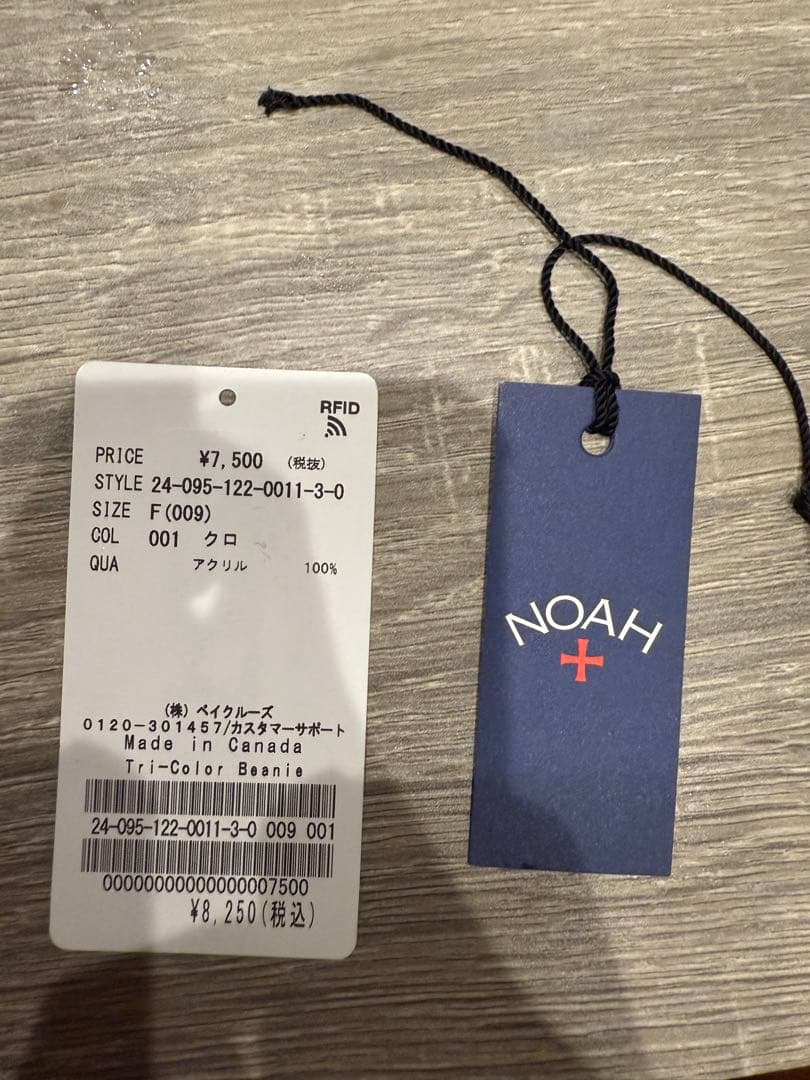 RFID
PRICE ¥7,500 (税抜)
STYLE 24-095-122-0011-3-0
SIZE F(009)
COL 001 クロ
QUA アクリル 100%
(株) ベイクルーズ
0120-301457/カスタマーサポート
Made in Canada
Tri-Color Beanie
24-095-122-0011-3-0 009 001
00000000000000007500
¥8,250(税込)
NOAH